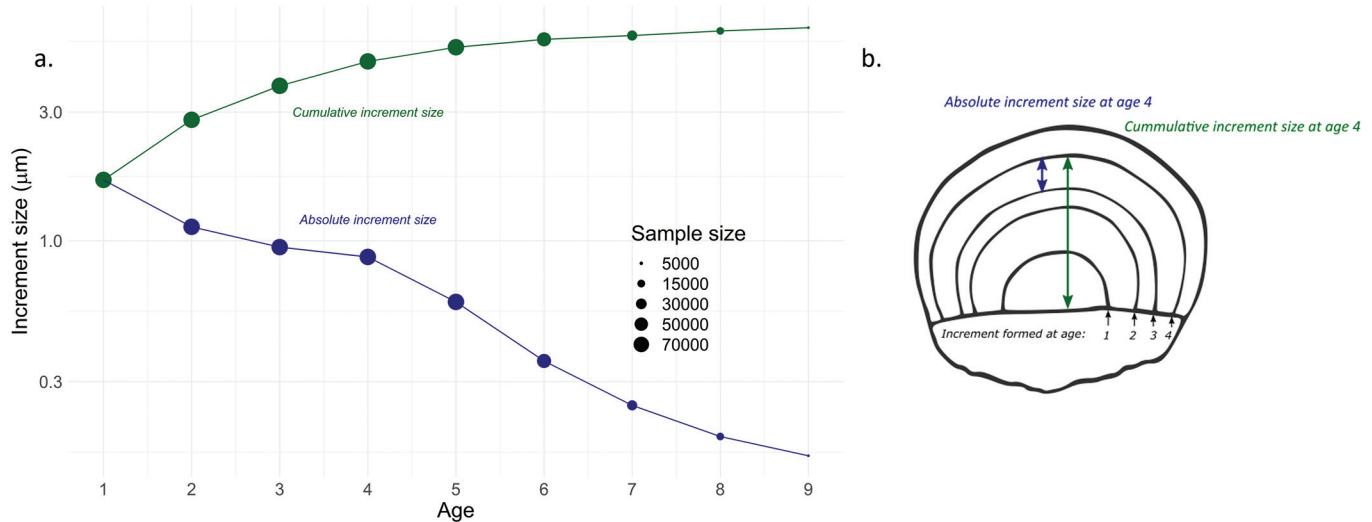 a.
Increment size (μm)
3.0
1.0
0.3
Cumulative increment size
Absolute increment size
Sample size
5000
15000
30000
50000
70000
1 2 3 4 5 6 7 8 9
Age
b.
Absolute increment size at age 4
Cummulative increment size at age 4
Increment formed at age: 1 2 3 4